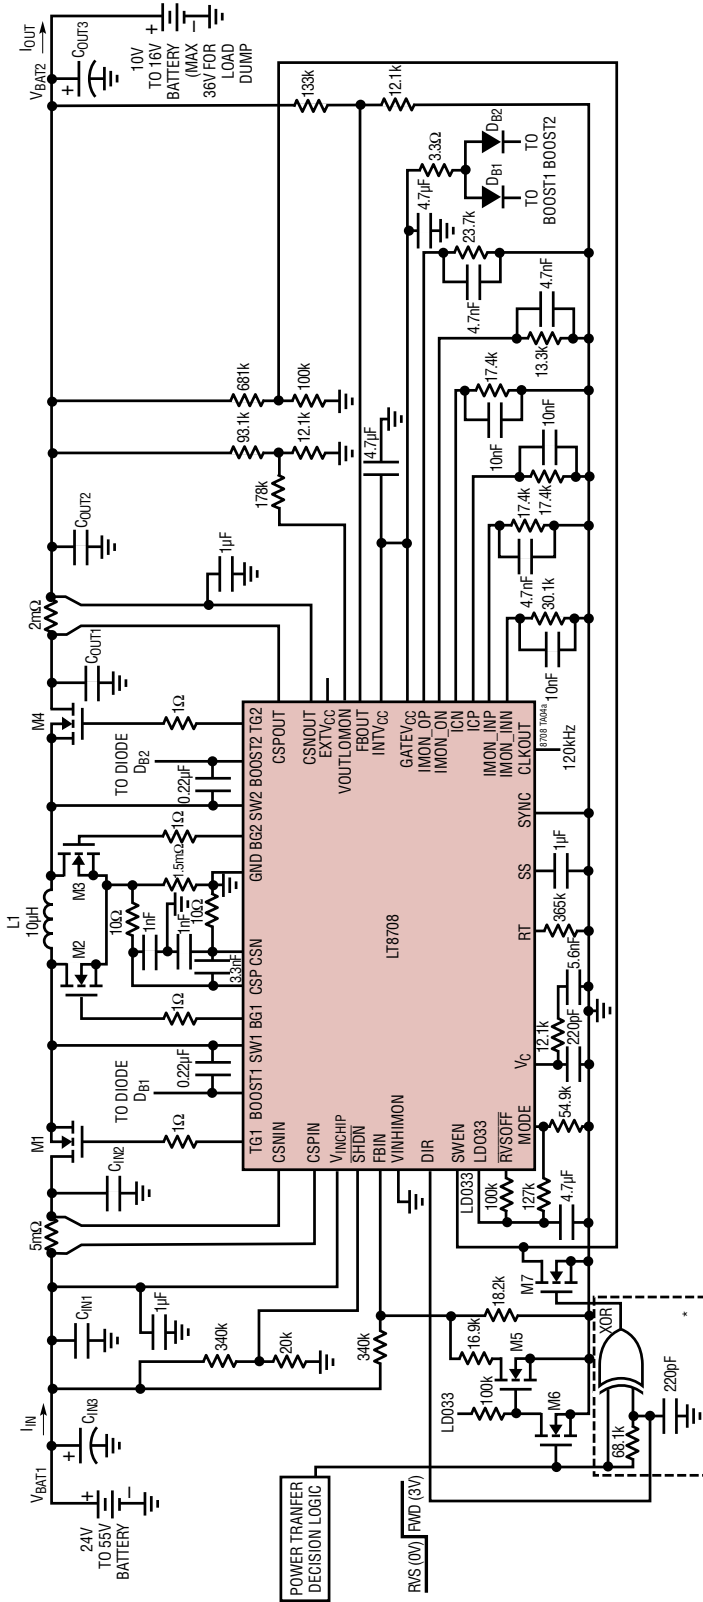 VBAT1
IIN
CIN3
+
24V
TO 55V
BATTERY
+
–
CIN1
5mΩ
CIN2
M1
M2
L1
10µH
M3
M4
COUT1
2mΩ
COUT2
VBAT2
IOUT
COUT3
+
10V
TO 16V
BATTERY
(MAX
36V FOR
LOAD
DUMP
+
–
1µF
340k
20k
340k
1Ω
TO DIODE
DB1
0.22µF
1Ω
10Ω
1nF
1nF
10Ω
3.3nF
1.5mΩ
1Ω
TO DIODE
DB2
0.22µF
1Ω
1µF
93.1k
12.1k
178k
681k
100k
133k
12.1k
TG1
BOOST1
SW1
BG1
CSP
CSN
GND
BG2
SW2
BOOST2
TG2
CSNIN
CSPIN
VINCHIP
SHDN
FBIN
VINHIMON
DIR
SWEN
LDO33
RVSOFF
MODE
VC
RT
SS
SYNC
CLKOUT
LT8708
CSPOUT
CSNOUT
EXTVCC
VOUTLOMON
FBOUT
INTVCC
GATEVCC
IMON_OP
IMON_ON
ICN
ICP
IMON_INP
IMON_INN
4.7µF
4.7µF
3.3Ω
DB1
DB2
TO
BOOST1
TO
BOOST2
23.7k
4.7nF
4.7nF
13.3k
17.4k
10nF
10nF
17.4k
17.4k
4.7nF
30.1k
10nF
8708 TA04a
120kHz
1µF
365k
5.6nF
12.1k
220pF
54.9k
LDO33
100k
127k
4.7µF
M7
18.2k
16.9k
M5
LDO33
100k
M6
XOR
*
68.1k
220pF
POWER TRANFER
DECISION LOGIC
RVS (0V)
FWD (3V)